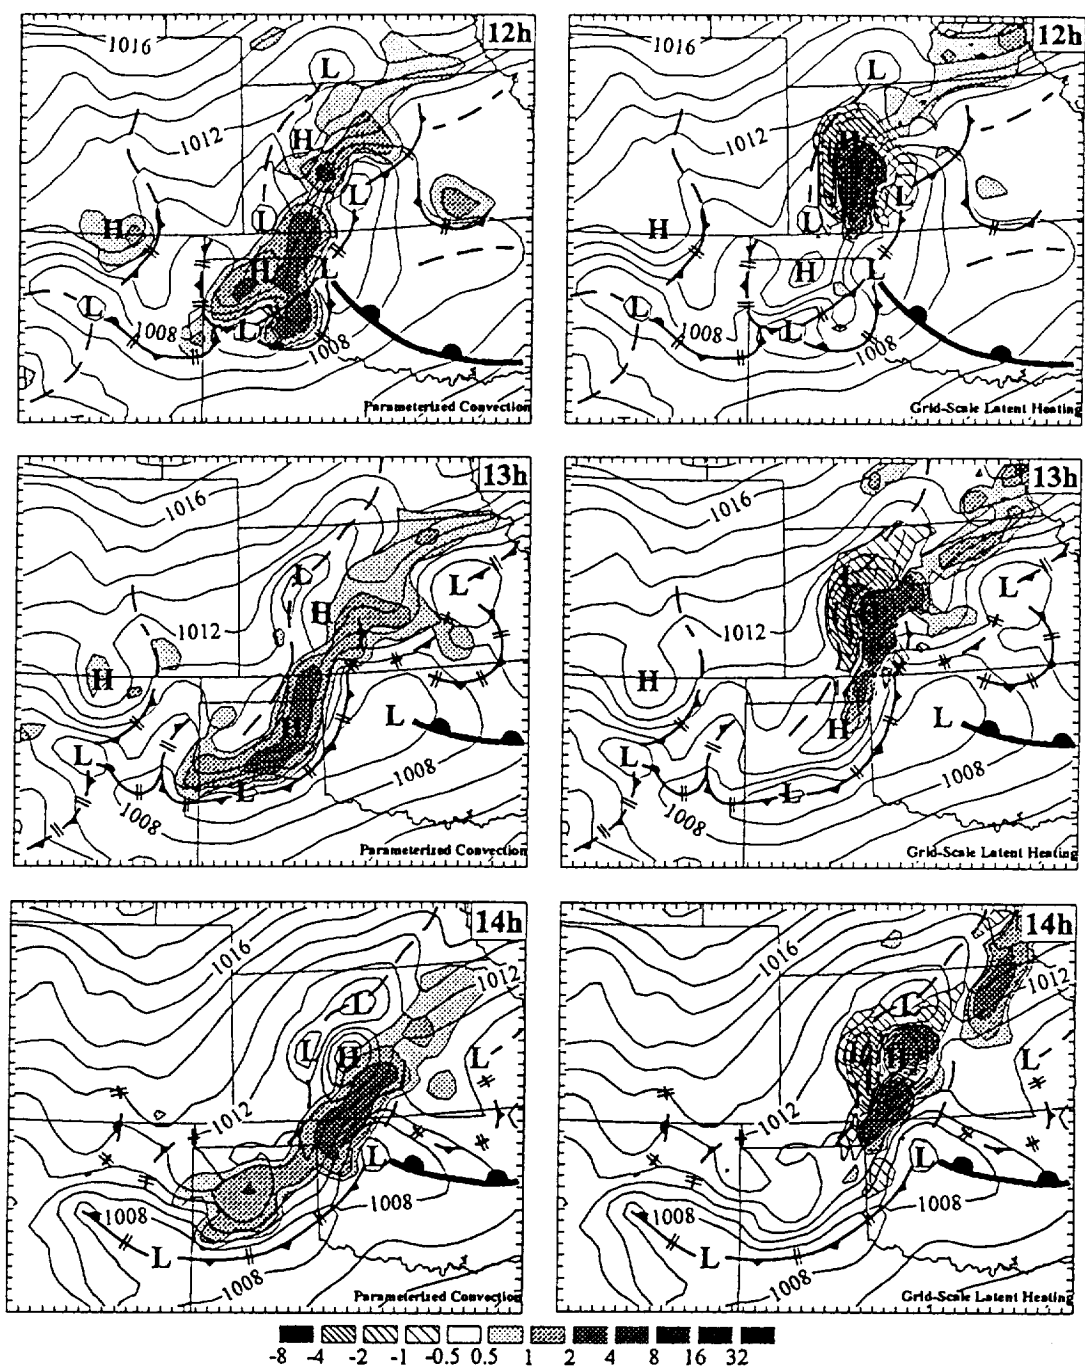 12h
1016
L
1012
H
L
H
L
H
L
L
1008
L
1008
Parameterized Convection
12h
1016
L
1012
H
L
H
L
H
L
L
1008
L
1008
Grid-Scale Latent Heating
13h
1016
L
L
H
1012
H
H
L
L
L
1008
1008
Parameterized Convection
13h
1016
L
L
1012
H
H
L
L
L
1008
1008
Grid-Scale Latent Heating
14h
1016
1012
L
L
H
L
1012
L
1008
1008
L
1008
Parameterized Convection
14h
1016
1012
L
L
H
L
1012
L
1008
1008
L
1008
Grid-Scale Latent Heating
-8 -4 -2 -1 -0.5 0.5 1 2 4 8 16 32